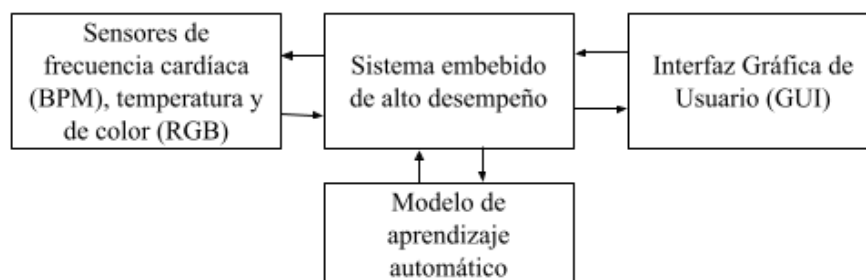 Sensores de
frecuencia cardíaca
(BPM), temperatura y
de color (RGB)
Sistema embebido
de alto desempeño
Interfaz Gráfica de
Usuario (GUI)
Modelo de
aprendizaje
automático